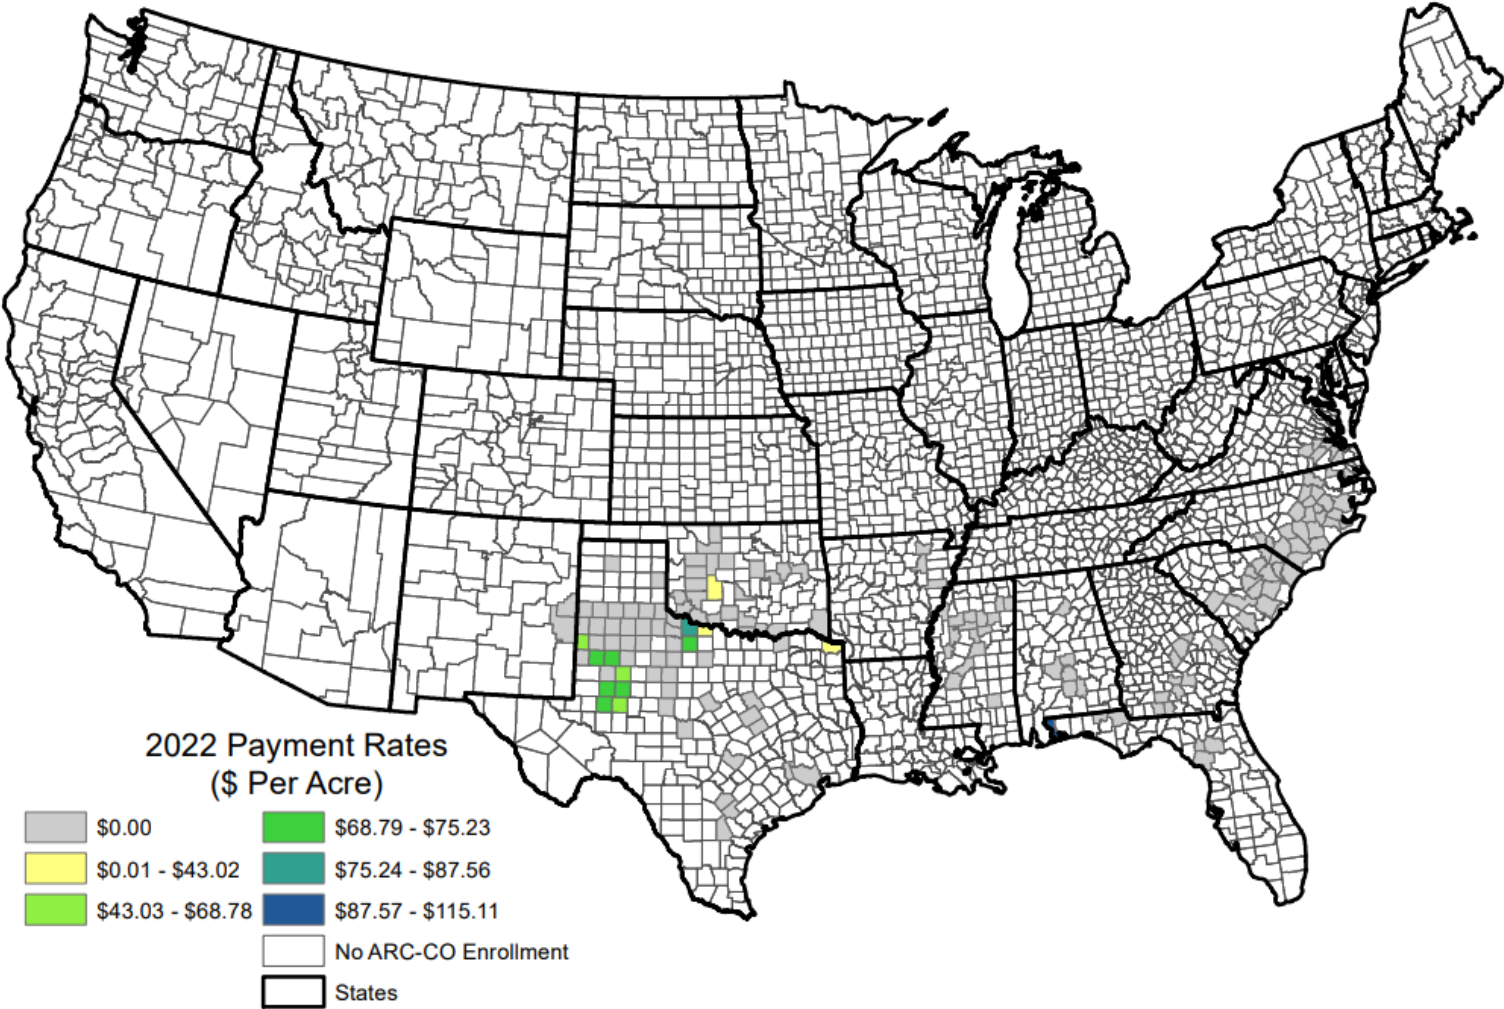 2022 Payment Rates
($ Per Acre)
$0.00
$0.01 - $43.02
$43.03 - $68.78
$68.79 - $75.23
$75.24 - $87.56
$87.57 - $115.11
No ARC-CO Enrollment
States